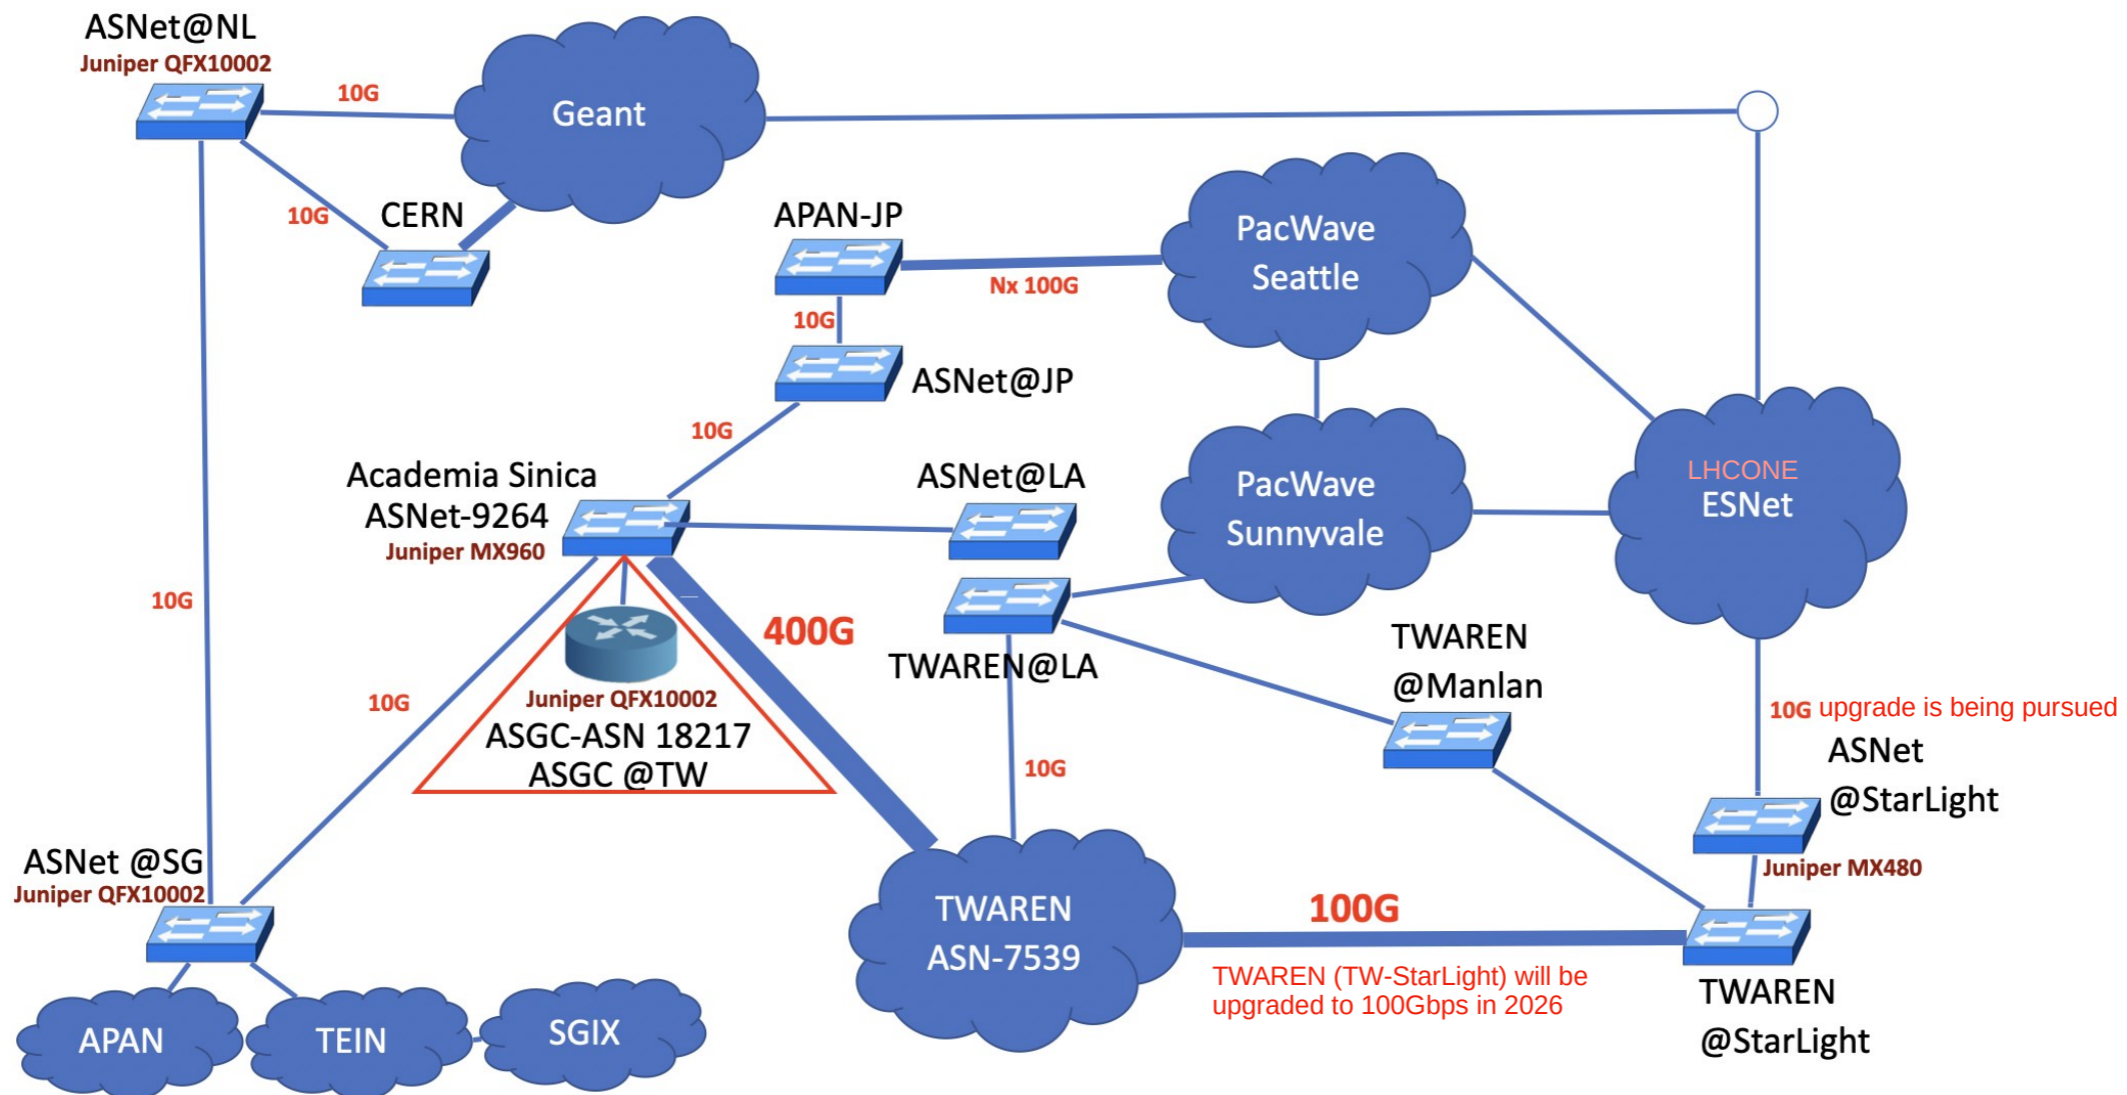 ASNet@NL
Juniper QFX10002
10G
Geant
10G
CERN
APAN-JP
Nx 100G
PacWave
Seattle
10G
ASNet@JP
10G
Academia Sinica
ASNet-9264
Juniper MX960
ASNet@LA
PacWave
Sunnyvale
LHCONE
ESNet
10G
400G
TWAREN@LA
TWAREN
@Manlan
10G
Juniper QFX10002
ASGC-ASN 18217
ASGC @TW
10G
10G upgrade is being pursued
ASNet
@StarLight
Juniper MX480
ASNet @SG
Juniper QFX10002
TWAREN
ASN-7539
100G
TWAREN (TW-StarLight) will be
upgraded to 100Gbps in 2026
TWAREN
@StarLight
APAN
TEIN
SGIX